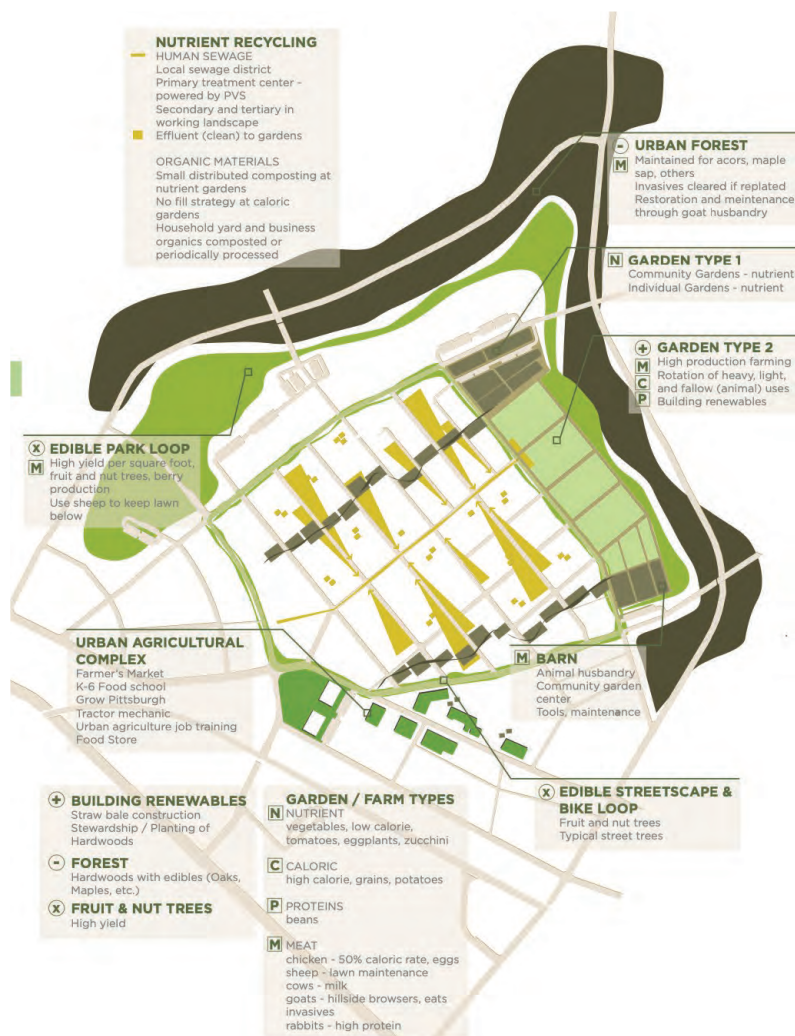 NUTRIENT RECYCLING
HUMAN SEWAGE
Local sewage district
Primary treatment center -
powered by PVS
Secondary and tertiary in
working landscape
Effluent (clean) to gardens
ORGANIC MATERIALS
Small distributed composting at
nutrient gardens
No fill strategy at caloric
gardens
Household yard and business
organics composted or
periodically processed
- URBAN FOREST
M Maintained for acors, maple
sap, others
Invasives cleared if replated
Restoration and maintenance
through goat husbandry
N GARDEN TYPE 1
Community Gardens - nutrient
Individual Gardens - nutrient
+ GARDEN TYPE 2
M High production farming
C Rotation of heavy, light,
and fallow (animal) uses
P Building renewables
x EDIBLE PARK LOOP
M High yield per square foot,
fruit and nut trees, berry
production
Use sheep to keep lawn
below
URBAN AGRICULTURAL
COMPLEX
Farmer's Market
K-6 Food school
Grow Pittsburgh
Tractor mechanic
Urban agriculture job training
Food Store
M BARN
Animal husbandry
Community garden
center
Tools, maintenance
x EDIBLE STREETSCAPE &
BIKE LOOP
Fruit and nut trees
Typical street trees
+ BUILDING RENEWABLES
Straw bale construction
Stewardship / Planting of
Hardwoods
- FOREST
Hardwoods with edibles (Oaks,
Maples, etc.)
x FRUIT & NUT TREES
High yield
GARDEN / FARM TYPES
N NUTRIENT
vegetables, low calorie,
tomatoes, eggplants, zucchini
C CALORIC
high calorie, grains, potatoes
P PROTEINS
beans
M MEAT
chicken - 50% caloric rate, eggs
sheep - lawn maintenance
cows - milk
goats - hillside browsers, eats
invasives
rabbits - high protein